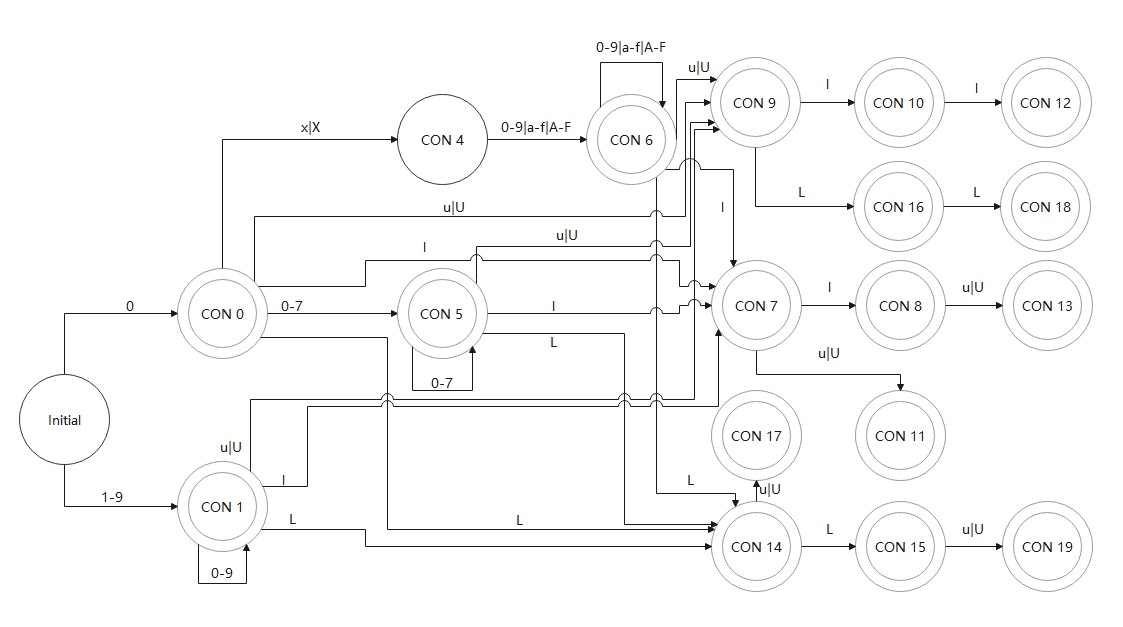 0-9|a-f|A-F
u|U
CON 9
l
CON 10
l
CON 12
x|X
CON 4
0-9|a-f|A-F
CON 6
L
CON 16
L
CON 18
u|U
l
u|U
l
CON 0
0
0-7
CON 5
l
CON 7
l
CON 8
u|U
CON 13
L
u|U
0-7
Initial
CON 17
CON 11
u|U
l
L
u|U
1-9
CON 1
L
L
CON 14
L
CON 15
u|U
CON 19
0-9